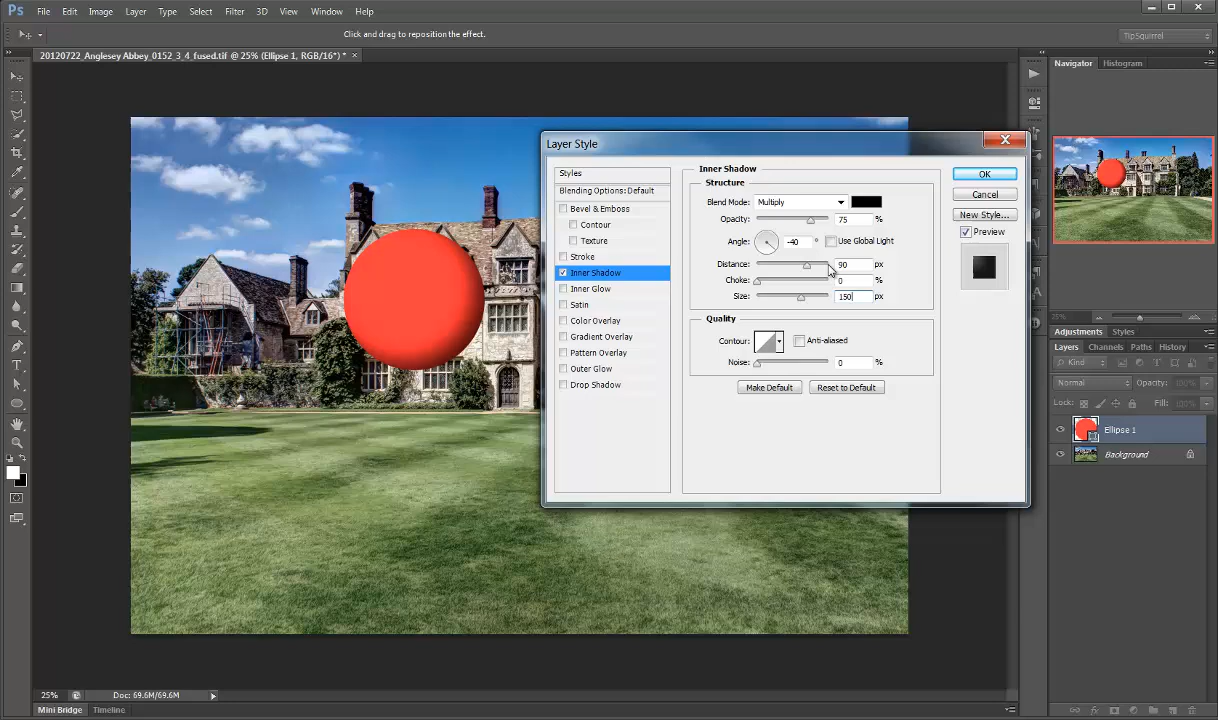 Ps File Edit Image Layer Type Select Filter 3D View Window Help
Click and drag to reposition the effect.
TipSquirrel
20120722_Anglesey Abbey_0152_3_4_fused.tif @ 25% (Ellipse 1, RGB/16*) *
Navigator Histogram
Layer Style
Styles
Blending Options: Default
Bevel & Emboss
Contour
Texture
Stroke
Inner Shadow
Inner Glow
Satin
Color Overlay
Gradient Overlay
Pattern Overlay
Outer Glow
Drop Shadow
Inner Shadow
Structure
Blend Mode: Multiply
Opacity: 75 %
Angle: -40 ° Use Global Light
Distance: 90 px
Choke: 0 %
Size: 150 px
Quality
Contour: Anti-aliased
Noise: 0 %
Make Default Reset to Default
OK
Cancel
New Style...
Preview
25%
Adjustments Styles
Layers Channels Paths History
Kind
Normal Opacity: 100%
Lock: Fill: 100%
Ellipse 1
Background
25% Doc: 69.6M/69.6M
Mini Bridge Timeline